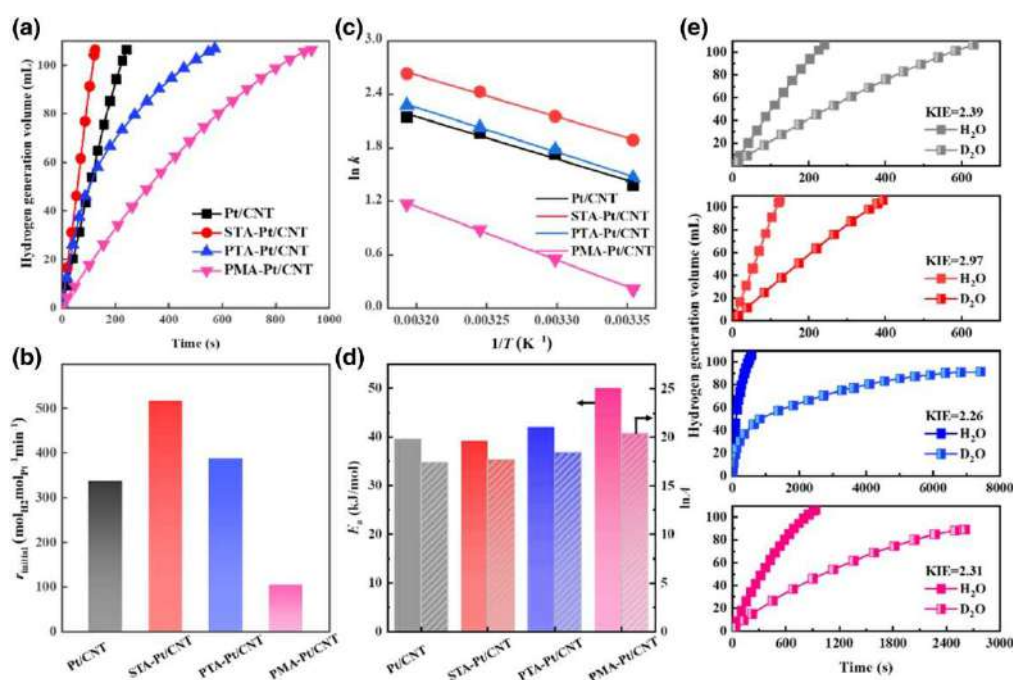 (a)
Hydrogen generation volume (mL)
100
80
60
40
20
0
Pt/CNT
STA-Pt/CNT
PTA-Pt/CNT
PMA-Pt/CNT
0 200 400 600 800 1000
Time (s)
(b)
r_initial (mol_H2 mol_Pt^-1 min^-1)
500
400
300
200
100
0
Pt/CNT STA-Pt/CNT PTA-Pt/CNT PMA-Pt/CNT
(c)
ln k
3.0
2.4
1.8
1.2
0.6
0.0
Pt/CNT
STA-Pt/CNT
PTA-Pt/CNT
PMA-Pt/CNT
0.00320 0.00325 0.00330 0.00335
1/T (K⁻¹)
(d)
E_a (kJ/mol)
50
40
30
20
10
0
25
20
15
10
5
0
lnA
Pt/CNT STA-Pt/CNT PTA-Pt/CNT PMA-Pt/CNT
(e)
Hydrogen generation volume (mL)
100
80
60
40
20
0
KIE=2.39
H₂O
D₂O
0 200 400 600
100
80
60
40
20
0
KIE=2.97
H₂O
D₂O
0 200 400 600
100
80
60
40
20
0
KIE=2.26
H₂O
D₂O
0 2000 4000 6000 8000
100
80
60
40
20
0
KIE=2.31
H₂O
D₂O
0 600 1200 1800 2400 3000
Time (s)